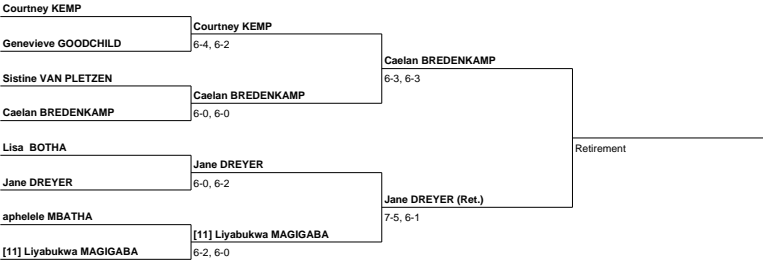 Courtney KEMP
Courtney KEMP
Genevieve GOODCHILD
6-4, 6-2
Caelan BREDENKAMP
6-3, 6-3
Sistine VAN PLETZEN
Caelan BREDENKAMP
Caelan BREDENKAMP
6-0, 6-0
Lisa BOTHA
Retirement
Jane DREYER
Jane DREYER
6-0, 6-2
Jane DREYER (Ret.)
7-5, 6-1
aphelele MBATHA
[11] Liyabukwa MAGIGABA
[11] Liyabukwa MAGIGABA
6-2, 6-0